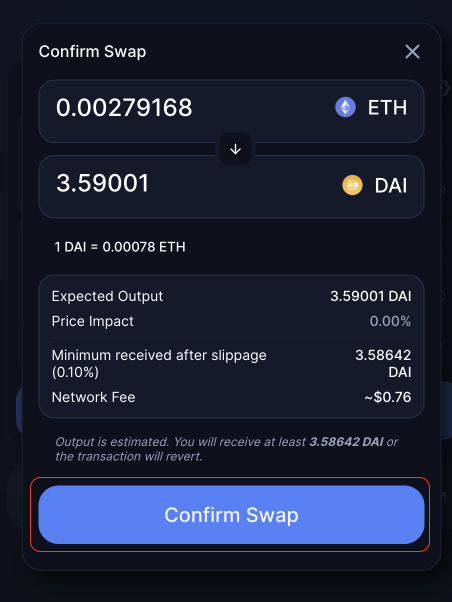 Confirm Swap
0.00279168 ETH
3.59001 DAI
1 DAI = 0.00078 ETH
Expected Output 3.59001 DAI
Price Impact 0.00%
Minimum received after slippage 3.58642
(0.10%) DAI
Network Fee ~$0.76
Output is estimated. You will receive at least 3.58642 DAI or
the transaction will revert.
Confirm Swap